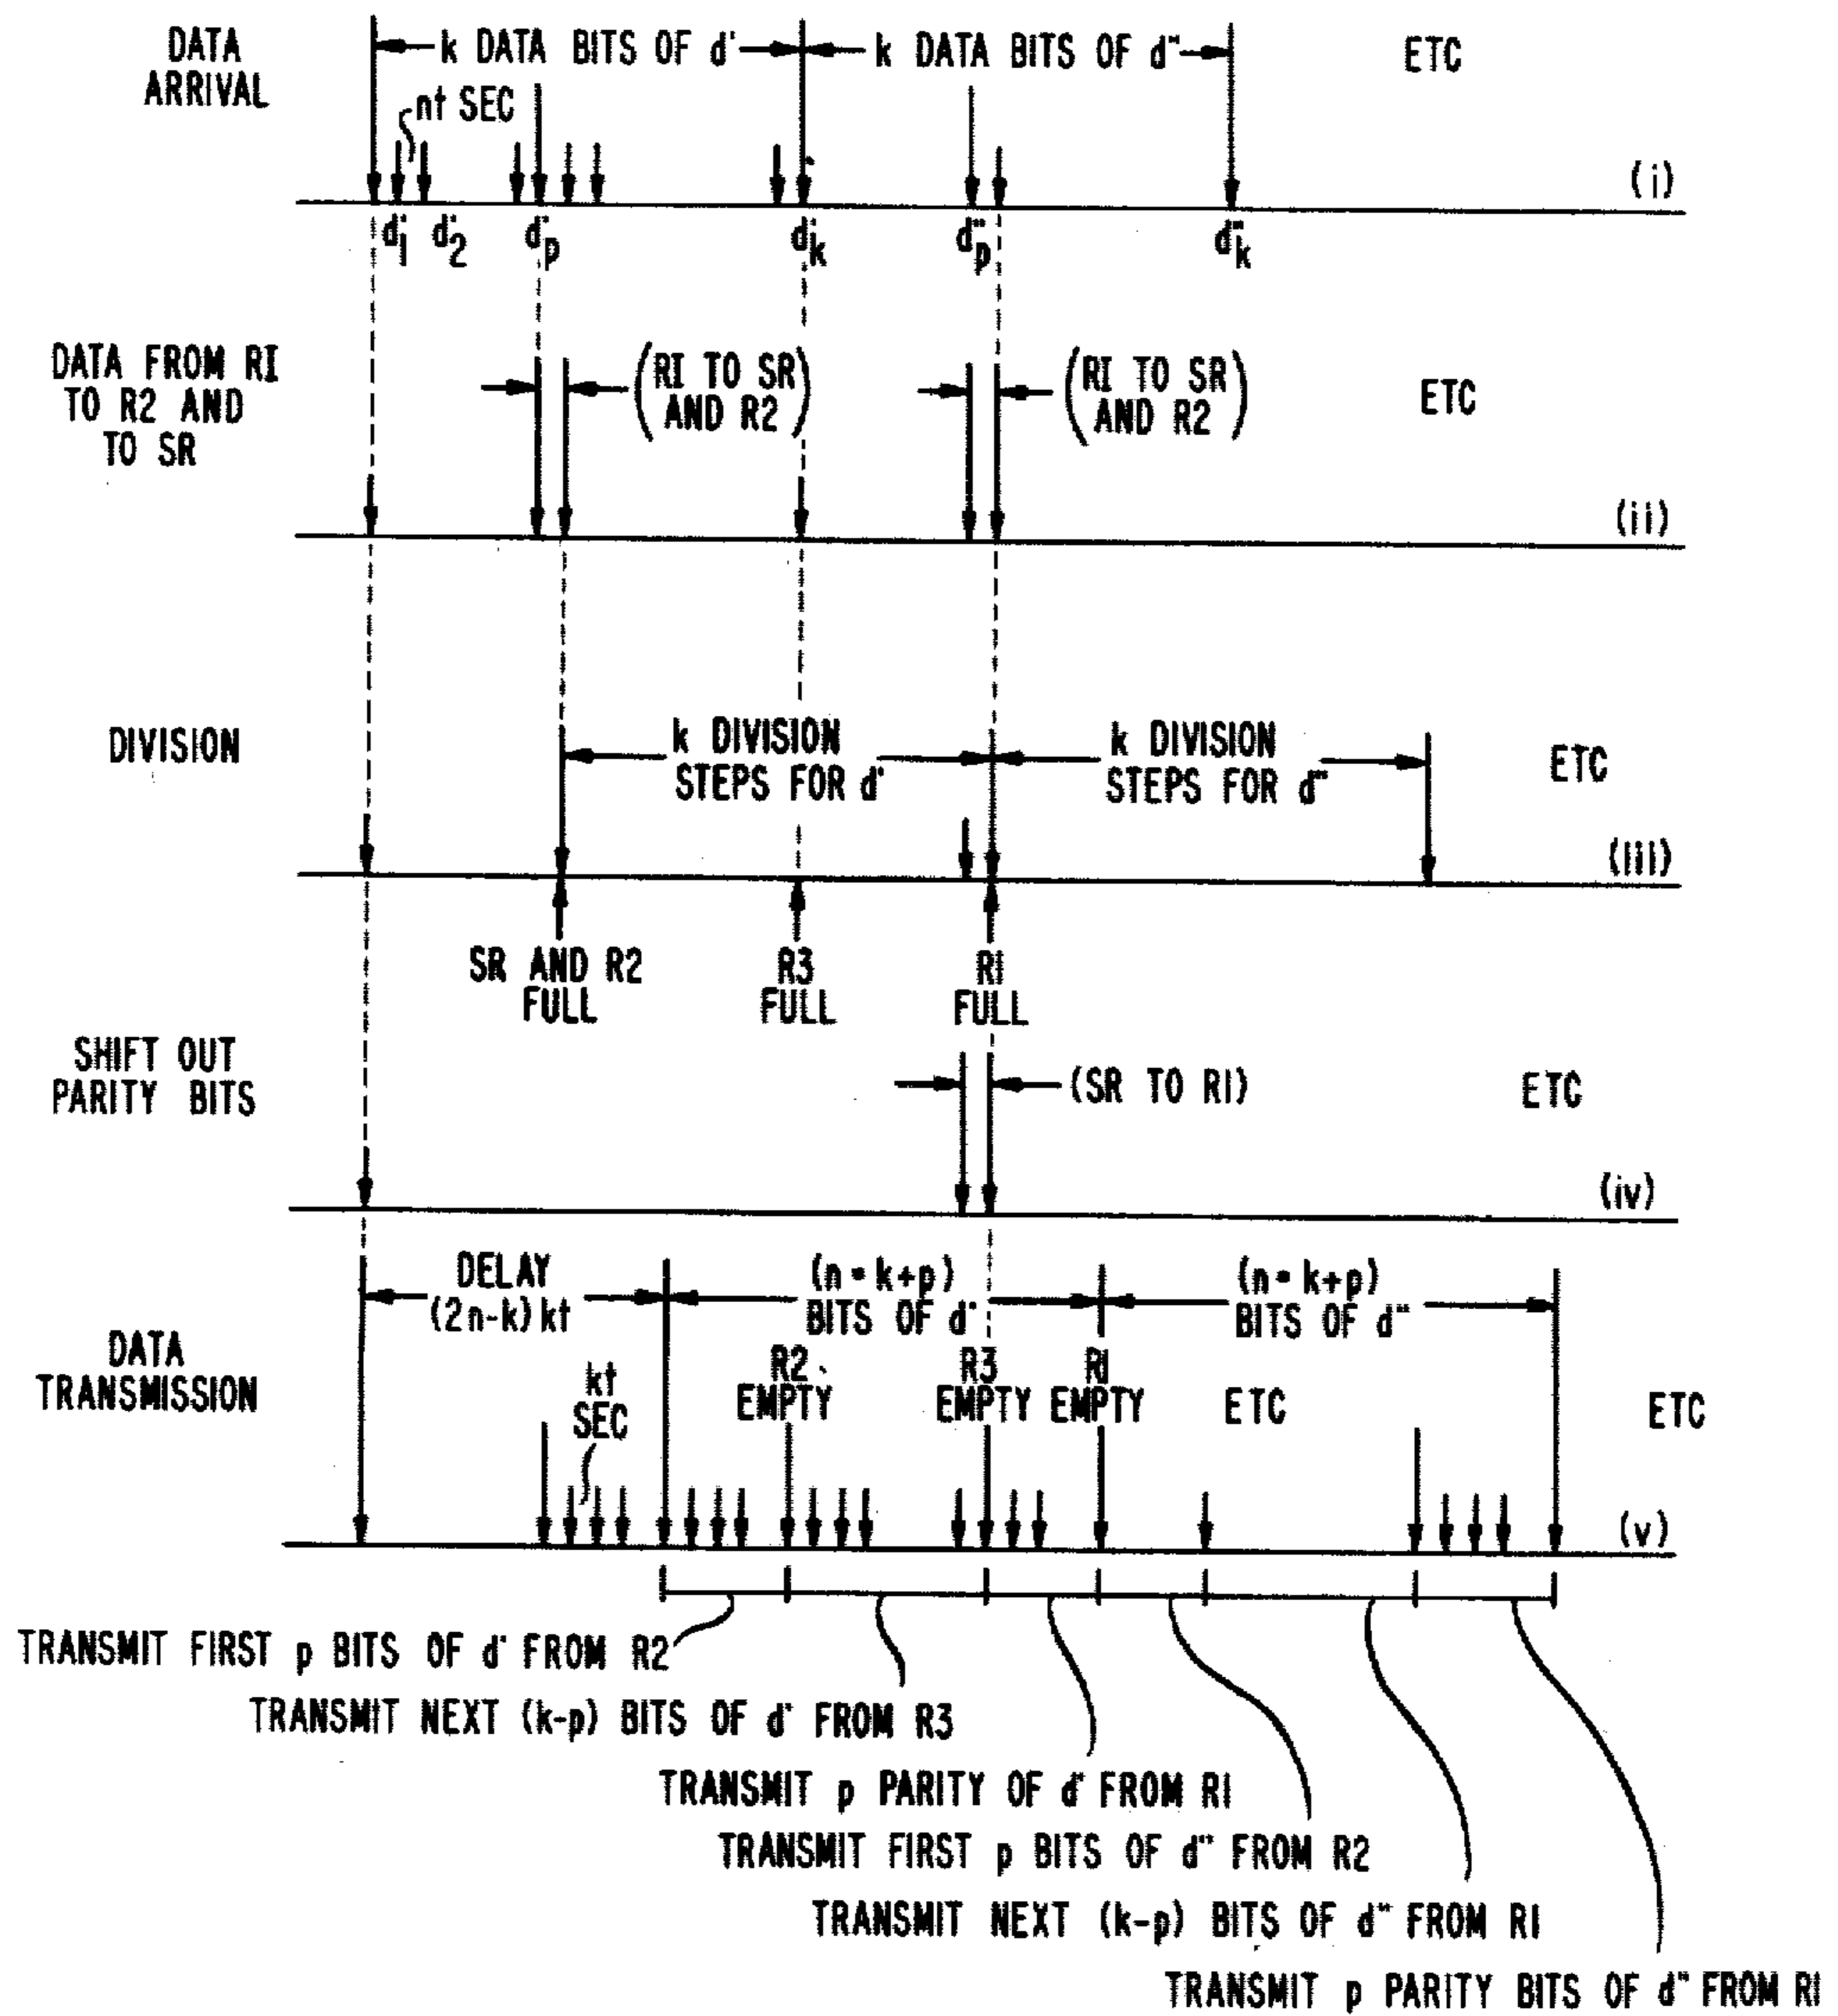 DATA
ARRIVAL
k DATA BITS OF d'
k DATA BITS OF d"
ETC
nt SEC
(i)
d'1
d'2
d'p
d'k
d"p
d"k
DATA FROM R1
TO R2 AND
TO SR
(R1 TO SR
AND R2)
(R1 TO SR
AND R2)
ETC
(ii)
DIVISION
k DIVISION
STEPS FOR d'
k DIVISION
STEPS FOR d"
ETC
(iii)
SR AND R2
FULL
R3
FULL
R1
FULL
SHIFT OUT
PARITY BITS
(SR TO R1)
ETC
(iv)
DATA
TRANSMISSION
DELAY
(2n-k)kt
(n=k+p)
BITS OF d'
(n=k+p)
BITS OF d"
kt
SEC
R2
EMPTY
R3
EMPTY
R1
EMPTY
ETC
ETC
(v)
TRANSMIT FIRST p BITS OF d' FROM R2
TRANSMIT NEXT (k-p) BITS OF d' FROM R3
TRANSMIT p PARITY OF d' FROM R1
TRANSMIT FIRST p BITS OF d" FROM R2
TRANSMIT NEXT (k-p) BITS OF d" FROM R1
TRANSMIT p PARITY BITS OF d" FROM R1